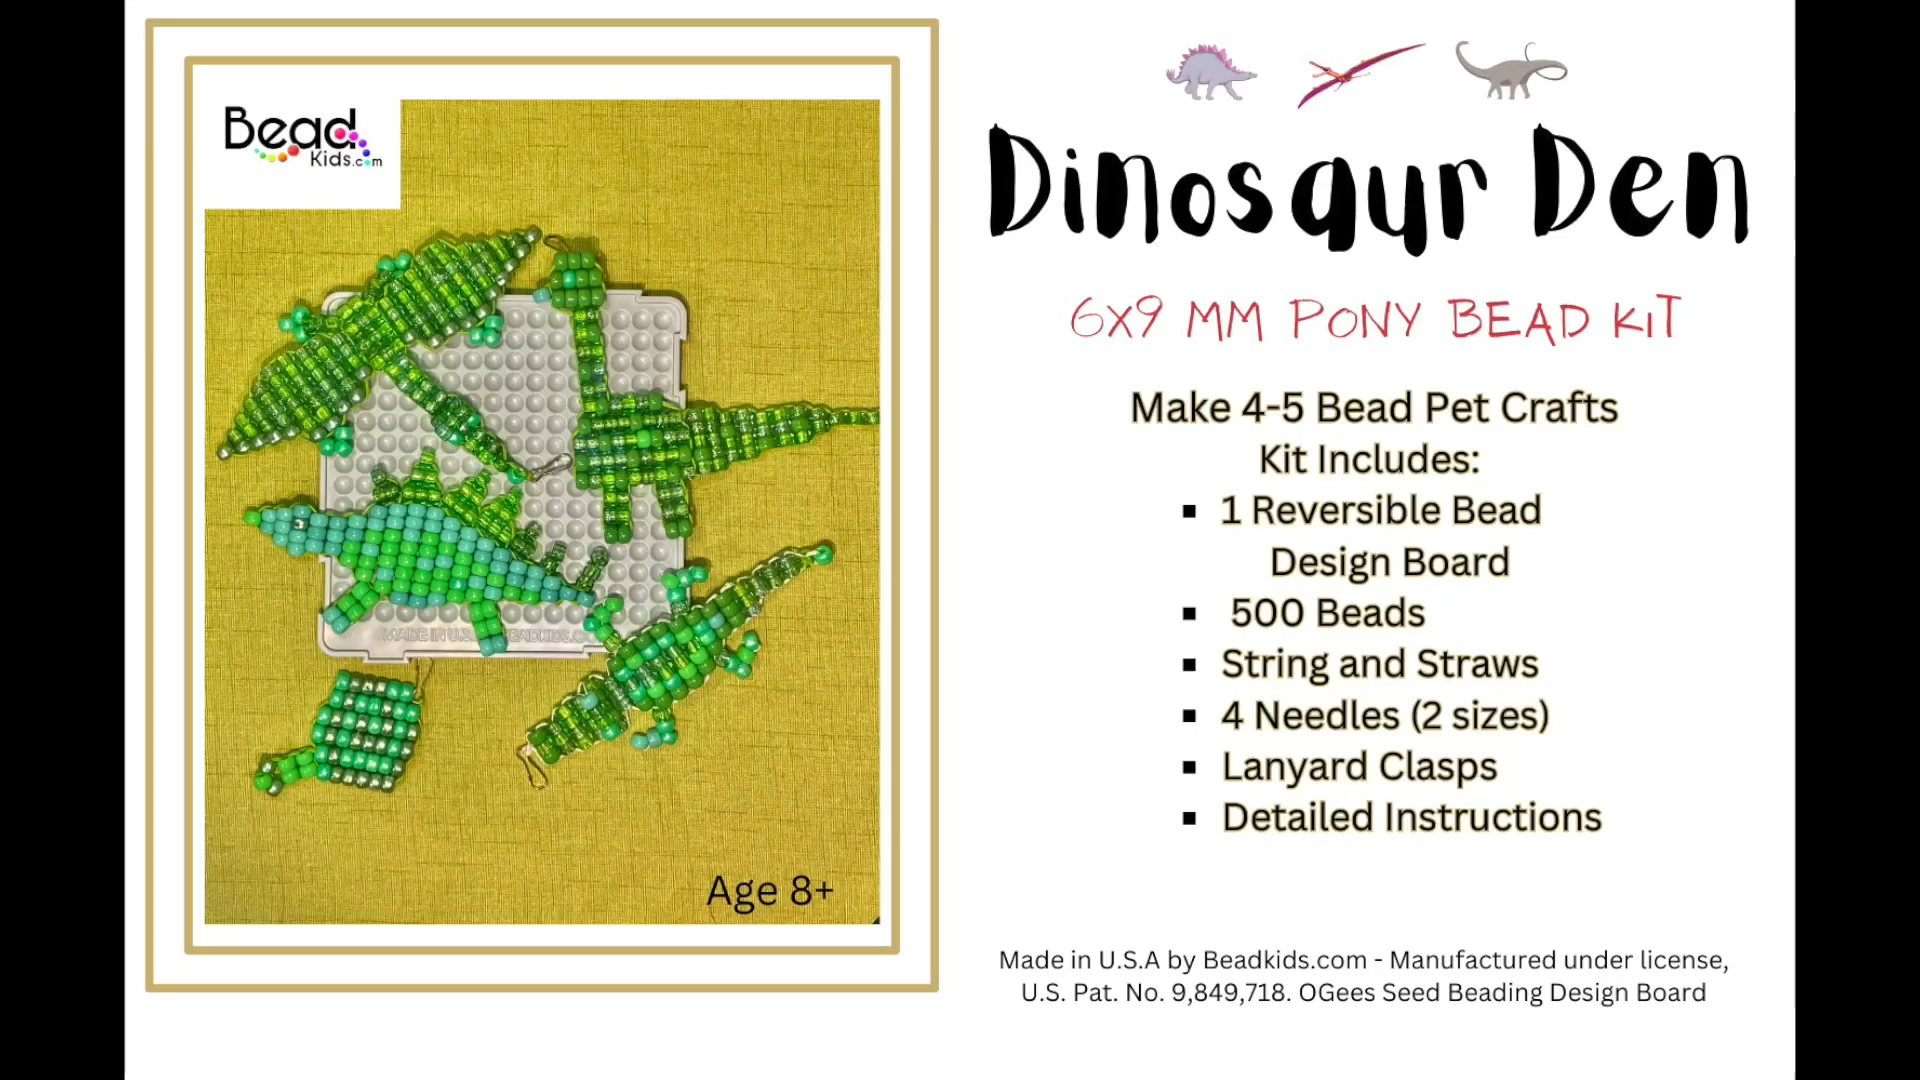 Bead
Kids.com
Dinosaur Den
6x9 MM PONY BEAD KIT
Make 4-5 Bead Pet Crafts
Kit Includes:
1 Reversible Bead
Design Board
500 Beads
String and Straws
4 Needles (2 sizes)
Lanyard Clasps
Detailed Instructions
MADE IN U.S.
Age 8+
Made in U.S.A by Beadkids.com - Manufactured under license,
U.S. Pat. No. 9,849,718. OGees Seed Beading Design Board